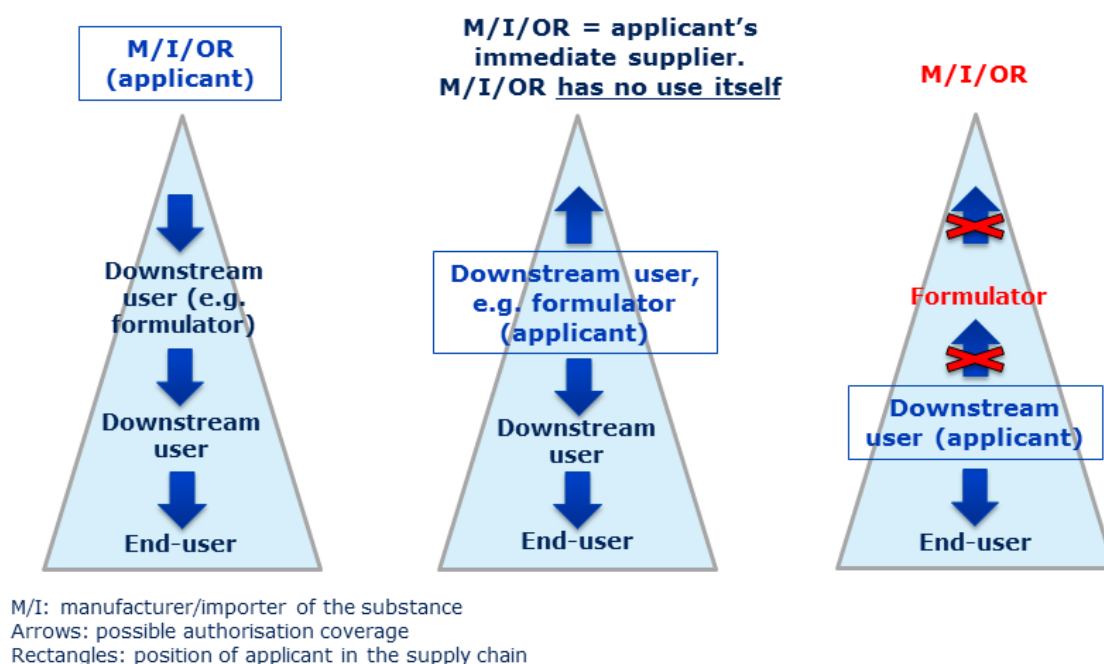 M/I/OR
(applicant)
Downstream
user (e.g.
formulator)
Downstream
user
End-user
M/I/OR = applicant's
immediate supplier.
M/I/OR has no use itself
Downstream user,
e.g. formulator
(applicant)
Downstream
user
End-user
M/I/OR
Formulator
Downstream
user (applicant)
End-user
M/I: manufacturer/importer of the substance
Arrows: possible authorisation coverage
Rectangles: position of applicant in the supply chain